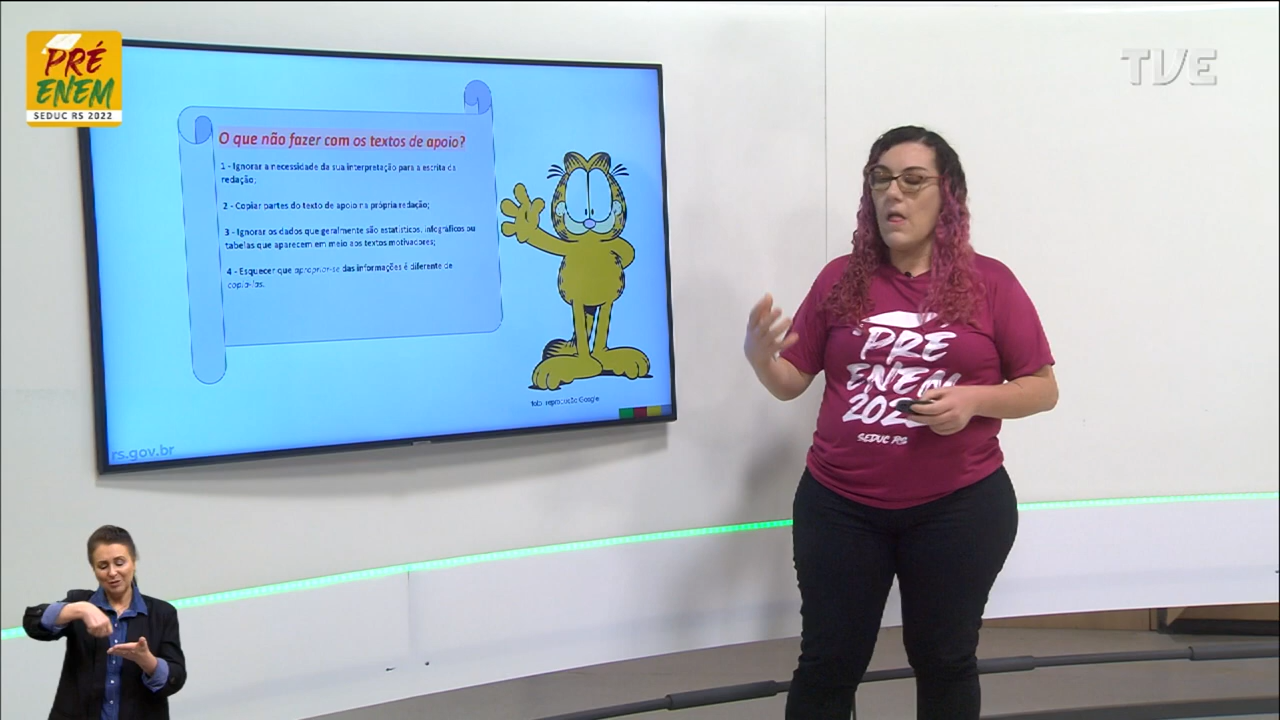 PRÉ
ENEM
SEDUC RS 2022
TVE
O que não fazer com os textos de apoio?
1 - Ignorar a necessidade da sua interpretação para a escrita da
redação;
2 - Copiar partes do texto de apoio na própria redação;
3 - Ignorar os dados que geralmente são estatísticos, infográficos ou
tabelas que aparecem em meio aos textos motivadores;
4 - Esquecer que apropriar-se das informações é diferente de
copiá-las.
foto: reprodução Google
rs.gov.br
PRÉ
ENEM
2022
SEDUC RS